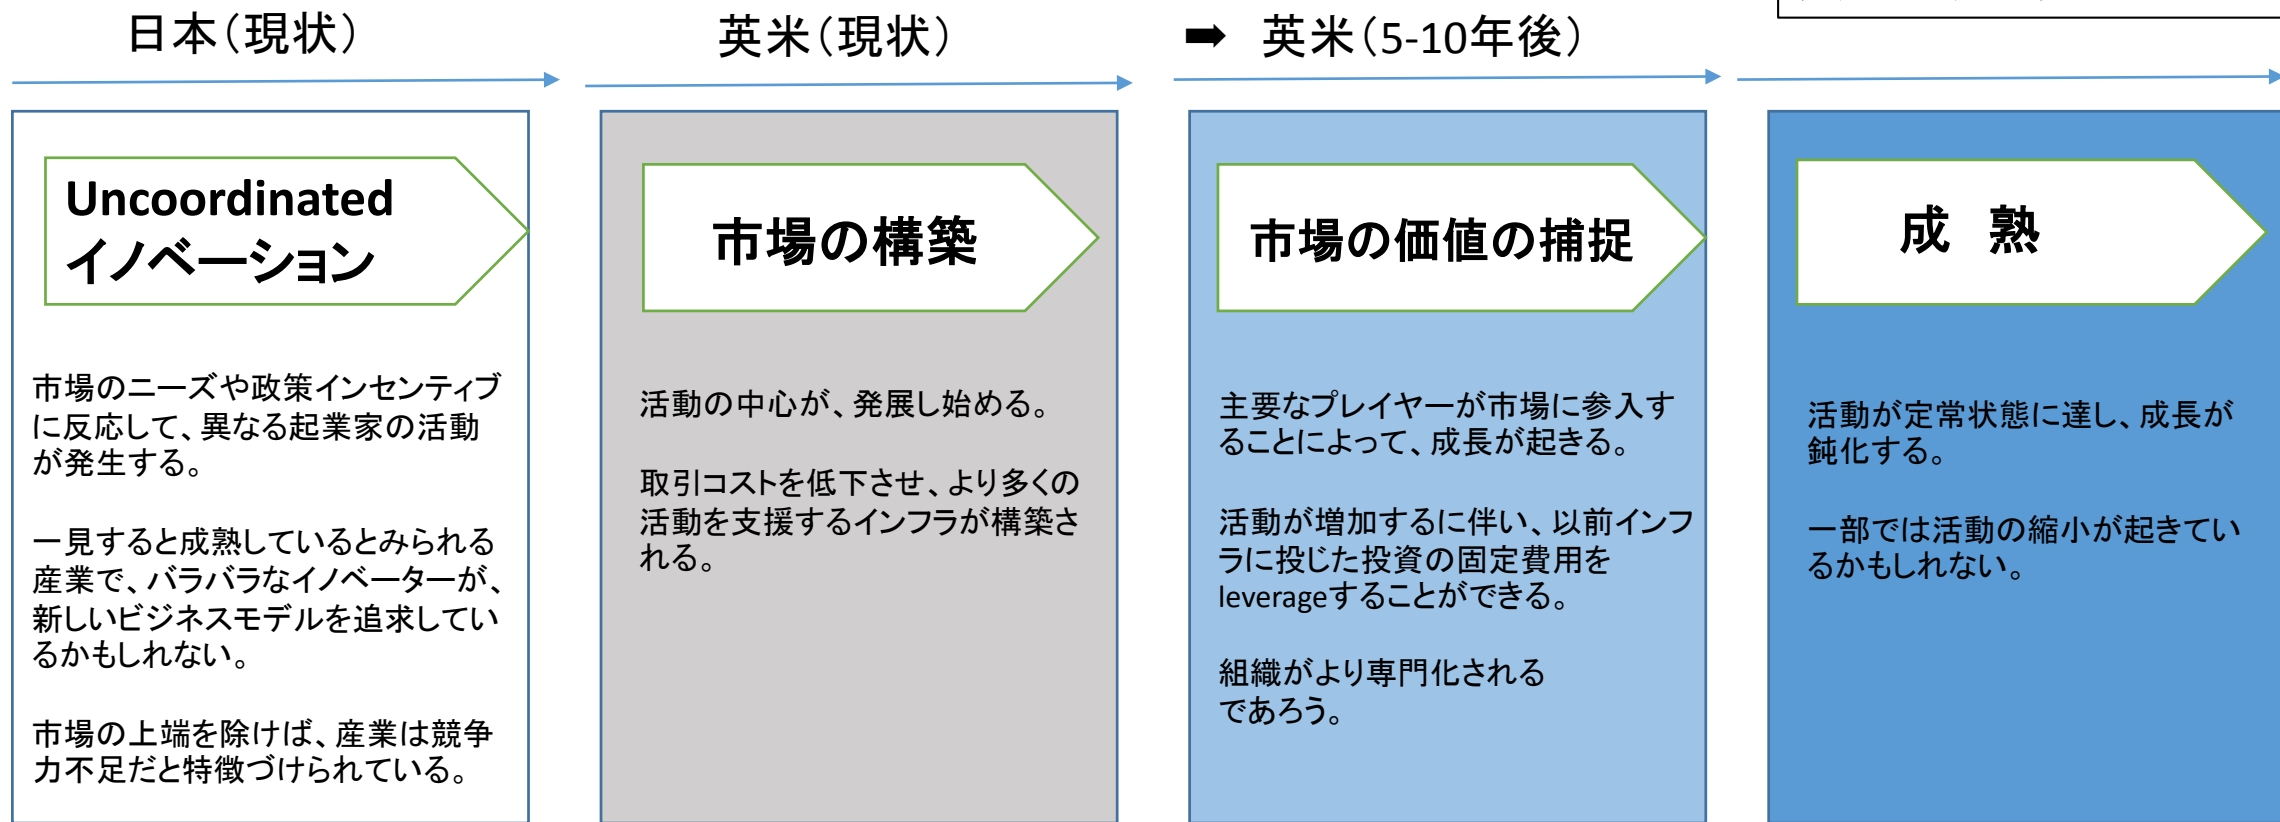 日本（現状）
英米（現状）
➡ 英米（5-10年後）
Uncoordinated
イノベーション
市場のニーズや政策インセンティブ
に反応して、異なる起業家の活動
が発生する。
一見すると成熟しているとみられる
産業で、バラバラなイノベーターが、
新しいビジネスモデルを追求してい
るかもしれない。
市場の上端を除けば、産業は競争
力不足だと特徴づけられている。
市場の構築
活動の中心が、発展し始める。
取引コストを低下させ、より多くの
活動を支援するインフラが構築さ
れる。
市場の価値の捕捉
主要なプレイヤーが市場に参入す
ることによって、成長が起きる。
活動が増加するに伴い、以前インフ
ラに投じた投資の固定費用を
leverageすることができる。
組織がより専門化される
であろう。
成 熟
活動が定常状態に達し、成長が
鈍化する。
一部では活動の縮小が起きてい
るかもしれない。